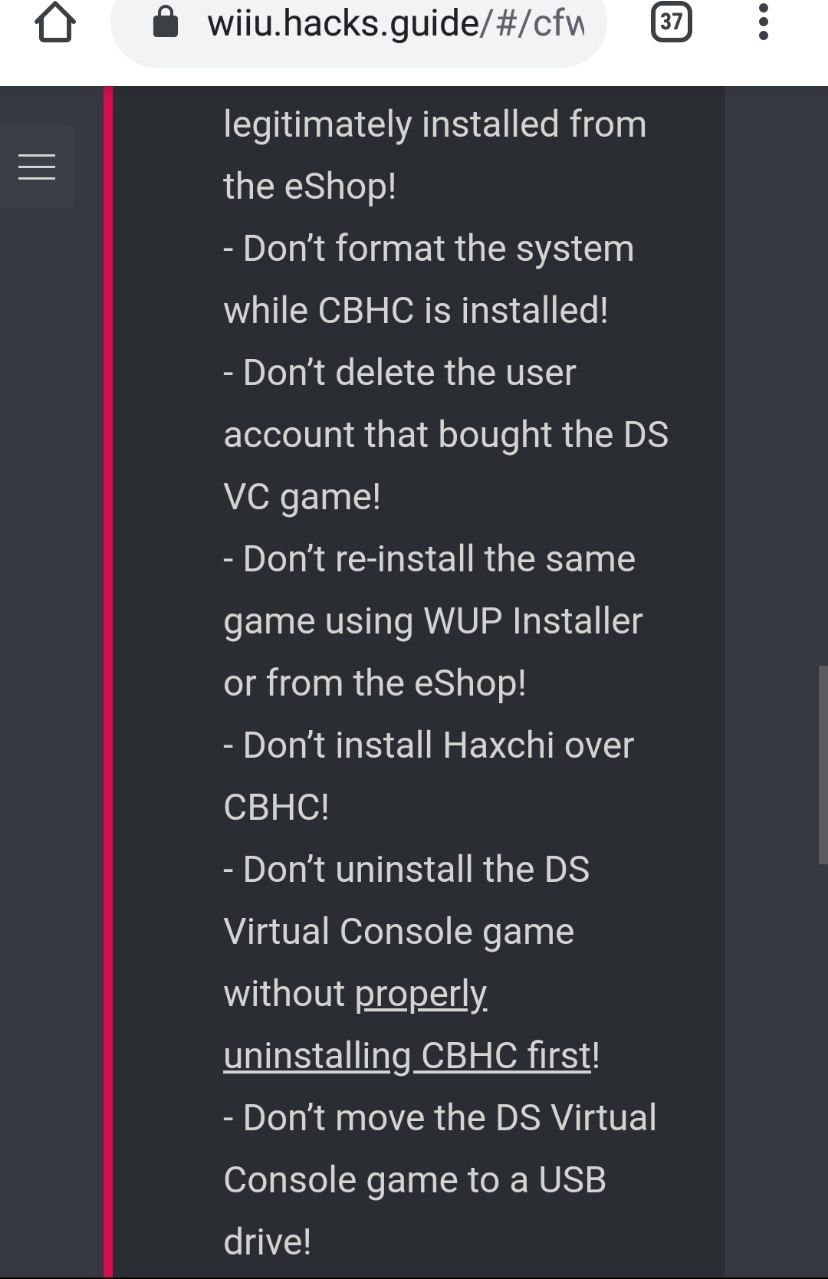 wiiu.hacks.guide/#/cfw
37
legitimately installed from
the eShop!
- Don’t format the system
while CBHC is installed!
- Don’t delete the user
account that bought the DS
VC game!
- Don’t re-install the same
game using WUP Installer
or from the eShop!
- Don’t install Haxchi over
CBHC!
- Don’t uninstall the DS
Virtual Console game
without properly
uninstalling CBHC first!
- Don’t move the DS Virtual
Console game to a USB
drive!